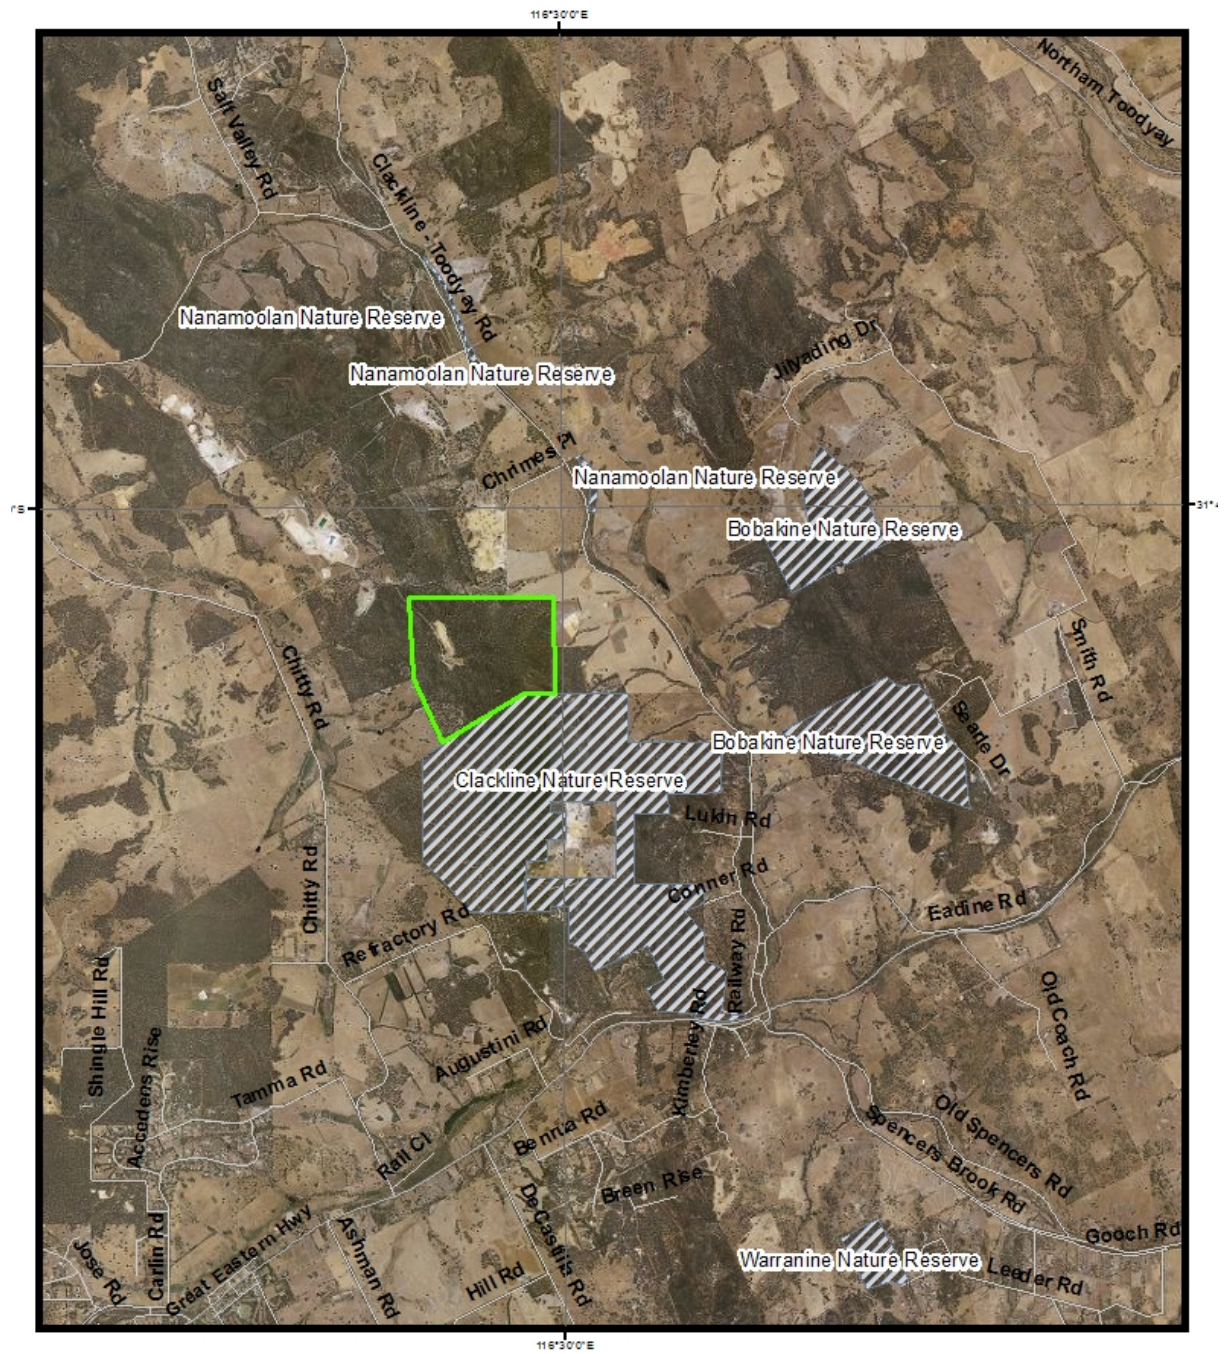 116°30'0"E
Northam Toodyay
Salt Valley Rd
Clackline - Toodyay Rd
Nanamoolan Nature Reserve
Jilyading Dr
Nanamoolan Nature Reserve
Chrimes Pl
Nanamoolan Nature Reserve
Bobakine Nature Reserve
Smith Rd
Chitty Rd
Searle Dr
Bobakine Nature Reserve
Clackline Nature Reserve
Lukin Rd
Conner Rd
Chitty Rd
Eadine Rd
Refractory Rd
Railway Rd
Shingle Hill Rd
Old Coach Rd
Kimberley Rd
Augustini Rd
Accedens Rise
Tamma Rd
Benrua Rd
Rail Cl
Old Spencers Rd
Spencers Brook Rd
Breen Rise
De Castilla Rd
Ashman Rd
Great Eastern Hwy
Carlin Rd
Jose Rd
Gooch Rd
Warranine Nature Reserve
Leeder Rd
Hill Rd
116°30'0"E